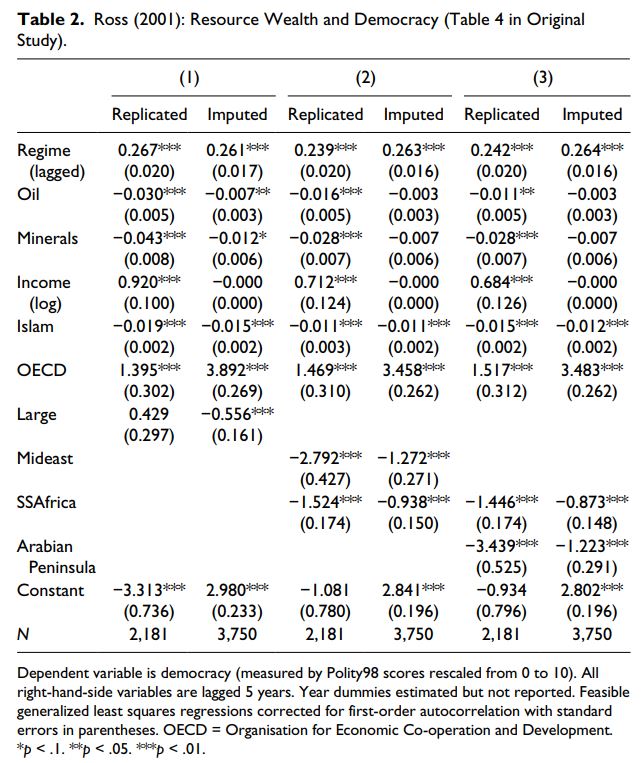 Table 2. Ross (2001): Resource Wealth and Democracy (Table 4 in Original
Study).
(1) (2) (3)
Replicated Imputed Replicated Imputed Replicated Imputed
Regime 0.267*** 0.261*** 0.239*** 0.263*** 0.242*** 0.264***
(lagged) (0.020) (0.017) (0.020) (0.016) (0.020) (0.016)
Oil −0.030*** −0.007** −0.016*** −0.003 −0.011** −0.003
(0.005) (0.003) (0.005) (0.003) (0.005) (0.003)
Minerals −0.043*** −0.012* −0.028*** −0.007 −0.028*** −0.007
(0.008) (0.006) (0.007) (0.006) (0.007) (0.006)
Income 0.920*** −0.000 0.712*** −0.000 0.684*** −0.000
(log) (0.100) (0.000) (0.124) (0.000) (0.126) (0.000)
Islam −0.019*** −0.015*** −0.011*** −0.011*** −0.015*** −0.012***
(0.002) (0.002) (0.003) (0.002) (0.002) (0.002)
OECD 1.395*** 3.892*** 1.469*** 3.458*** 1.517*** 3.483***
(0.302) (0.269) (0.310) (0.262) (0.312) (0.262)
Large 0.429 −0.556***
(0.297) (0.161)
Mideast −2.792*** −1.272***
(0.427) (0.271)
SSAfrica −1.524*** −0.938*** −1.446*** −0.873***
(0.174) (0.150) (0.174) (0.148)
Arabian −3.439*** −1.223***
Peninsula (0.525) (0.291)
Constant −3.313*** 2.980*** −1.081 2.841*** −0.934 2.802***
(0.736) (0.233) (0.780) (0.196) (0.796) (0.196)
N 2,181 3,750 2,181 3,750 2,181 3,750
Dependent variable is democracy (measured by Polity98 scores rescaled from 0 to 10). All
right-hand-side variables are lagged 5 years. Year dummies estimated but not reported. Feasible
generalized least squares regressions corrected for first-order autocorrelation with standard
errors in parentheses. OECD = Organisation for Economic Co-operation and Development.
*p < .1. **p < .05. ***p < .01.